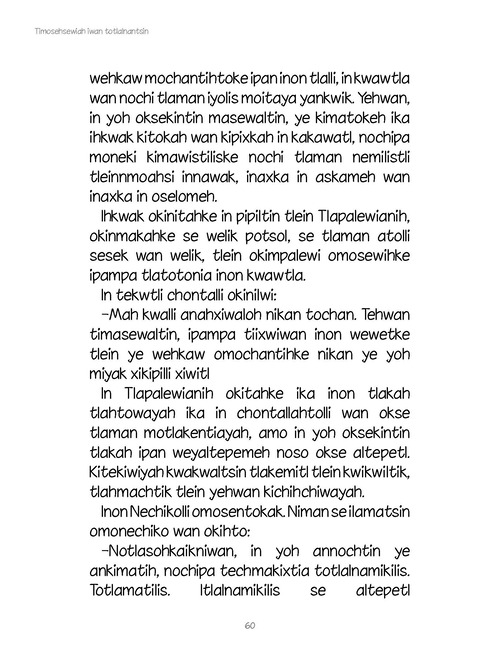 Timosehsewiah iwan totlalnantsin
wehkaw mochantihtoke ipan inon tlalli, in kwawtla
wan nochi tlaman iyolis moitaya yankwik. Yehwan,
in yoh oksekintin masewaltin, ye kimatokeh ika
ihkwak kitokah wan kipixkah in kakawatl, nochipa
moneki kimawistiliske nochi tlaman nemilistli
tleinnmoahsi innawak, inaxka in askameh wan
inaxka in oselomeh.
Ihkwak okinitahke in pipiltin tlein Tlapalewianih,
okinmakahke se welik potsol, se tlaman atolli
sesek wan welik, tlein okimpalewi omosewihke
ipampa tlatotonia inon kwawtla.
In tekwtli chontalli okinilwi:
–Mah kwalli anahxiwaloh nikan tochan. Tehwan
timasewaltin, ipampa tiixwiwan inon wewetke
tlein ye wehkaw omochantihke nikan ye yoh
miyak xikipilli xiwitl
In Tlapalewianih okitahke ika inon tlakah
tlahtowayah ika in chontallahtolli wan okse
tlaman motlakentiayah, amo in yoh oksekintin
tlakah ipan weyaltepemeh noso okse altepetl.
Kitekiwiyah kwakwaltsin tlakemitl tlein kwikwiltik,
tlahmachtik tlein yehwan kichihchiwayah.
Inon Nechikolli omosentokak. Niman se ilamatsin
omonechiko wan okihto:
–Notlasohkaikniwan, in yoh annochtin ye
ankimatih, nochipa techmakixtia totlalnamikilis.
Totlamatilis. Itlalnamikilis se altepetl
60